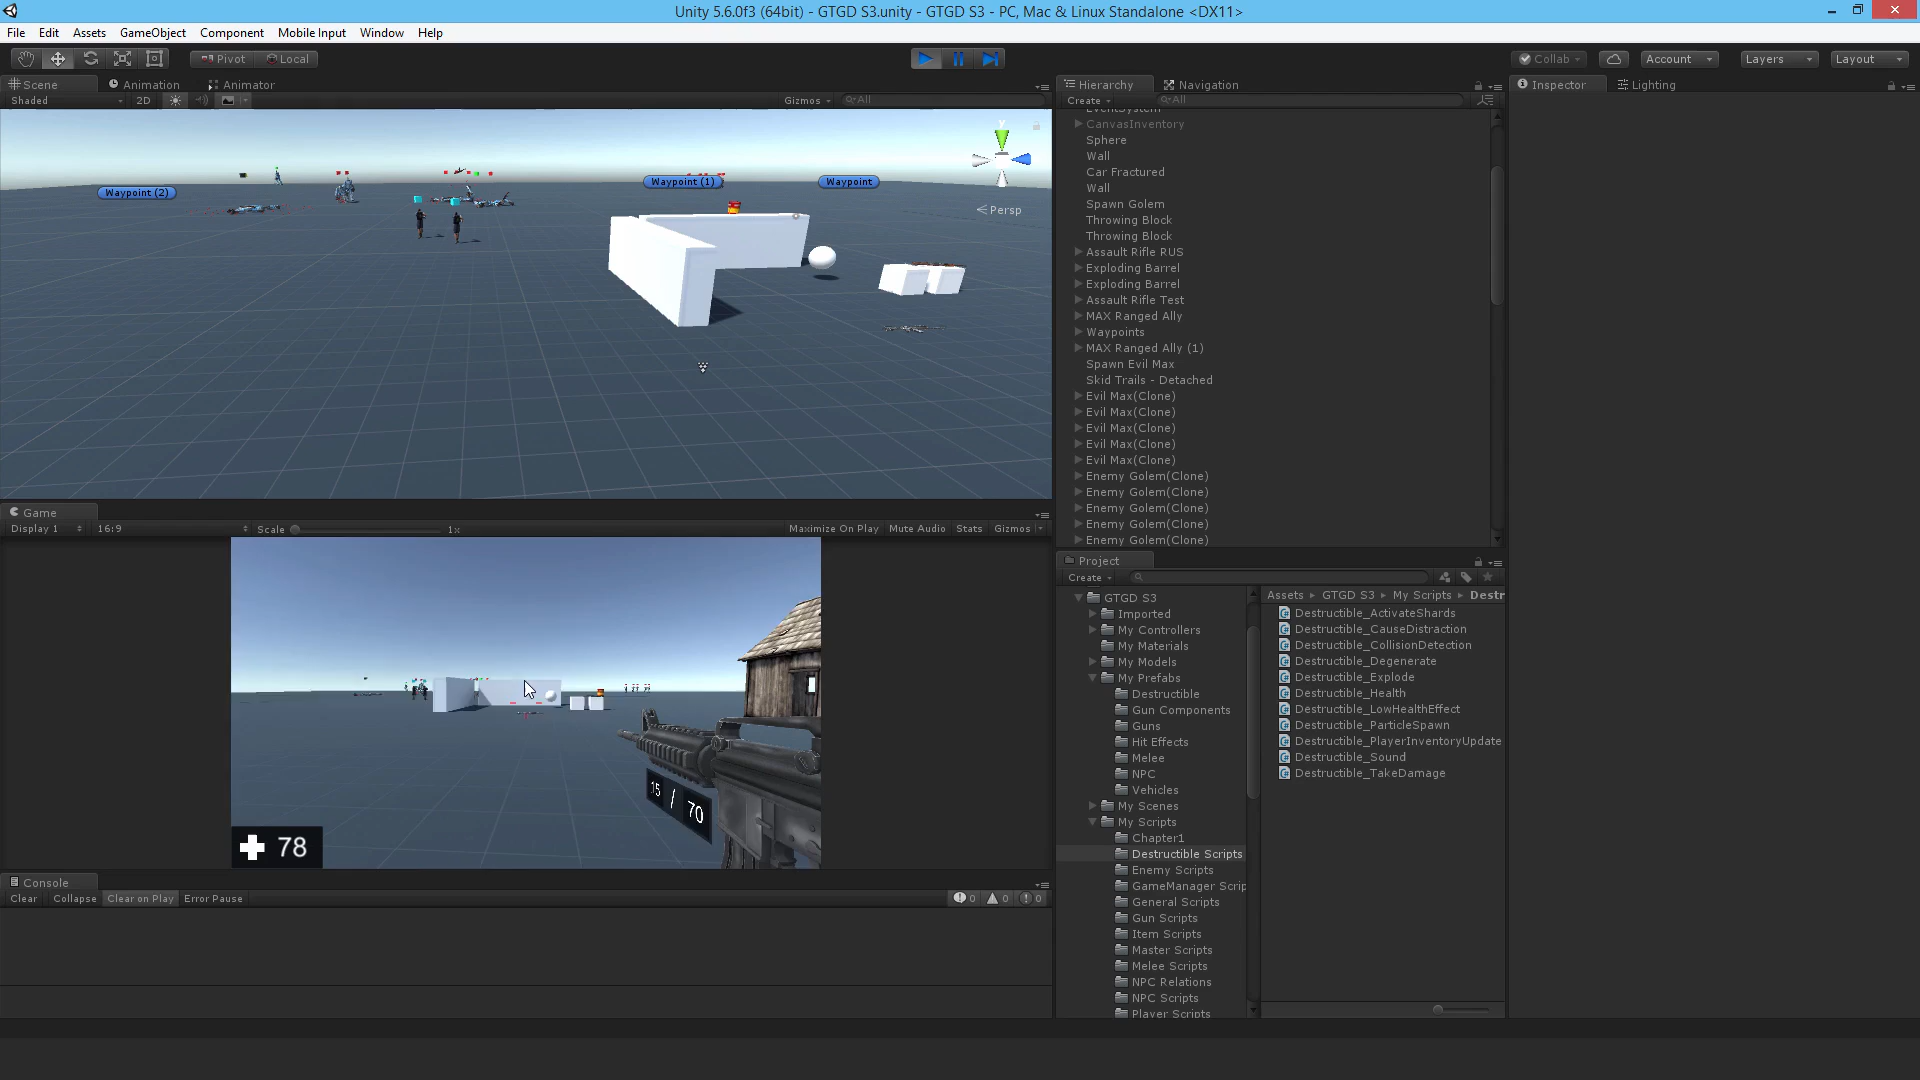 Unity 5.6.0f3 (64bit) - GTGD S3.unity - GTGD S3 - PC, Mac & Linux Standalone <DX11>
File Edit Assets GameObject Component Mobile Input Window Help
Pivot Local
Collab Account Layers Layout
Scene Animation Animator
Shaded 2D Gizmos All
Waypoint (2)
Waypoint (1)
Waypoint
Y
Persp
Game
Display 1 16:9 Scale 1x Maximize On Play Mute Audio Stats Gizmos
15 / 70
78
Console
Clear Collapse Clear on Play Error Pause 0 0 0
Hierarchy Navigation
Create All
EventSystem
CanvasInventory
Sphere
Wall
Car Fractured
Wall
Spawn Golem
Throwing Block
Throwing Block
Assault Rifle RUS
Exploding Barrel
Exploding Barrel
Assault Rifle Test
MAX Ranged Ally
Waypoints
MAX Ranged Ally (1)
Spawn Evil Max
Skid Trails - Detached
Evil Max(Clone)
Evil Max(Clone)
Evil Max(Clone)
Evil Max(Clone)
Evil Max(Clone)
Enemy Golem(Clone)
Enemy Golem(Clone)
Enemy Golem(Clone)
Enemy Golem(Clone)
Enemy Golem(Clone)
Project
Create
GTGD S3
Imported
My Controllers
My Materials
My Models
My Prefabs
Destructible
Gun Components
Guns
Hit Effects
Melee
NPC
Vehicles
My Scenes
My Scripts
Chapter1
Destructible Scripts
Enemy Scripts
GameManager Scrip
General Scripts
Gun Scripts
Item Scripts
Master Scripts
Melee Scripts
NPC Relations
NPC Scripts
Player Scripts
Assets GTGD S3 My Scripts Destr
Destructible_ActivateShards
Destructible_CauseDistraction
Destructible_CollisionDetection
Destructible_Degenerate
Destructible_Explode
Destructible_Health
Destructible_LowHealthEffect
Destructible_ParticleSpawn
Destructible_PlayerInventoryUpdate
Destructible_Sound
Destructible_TakeDamage
Inspector Lighting